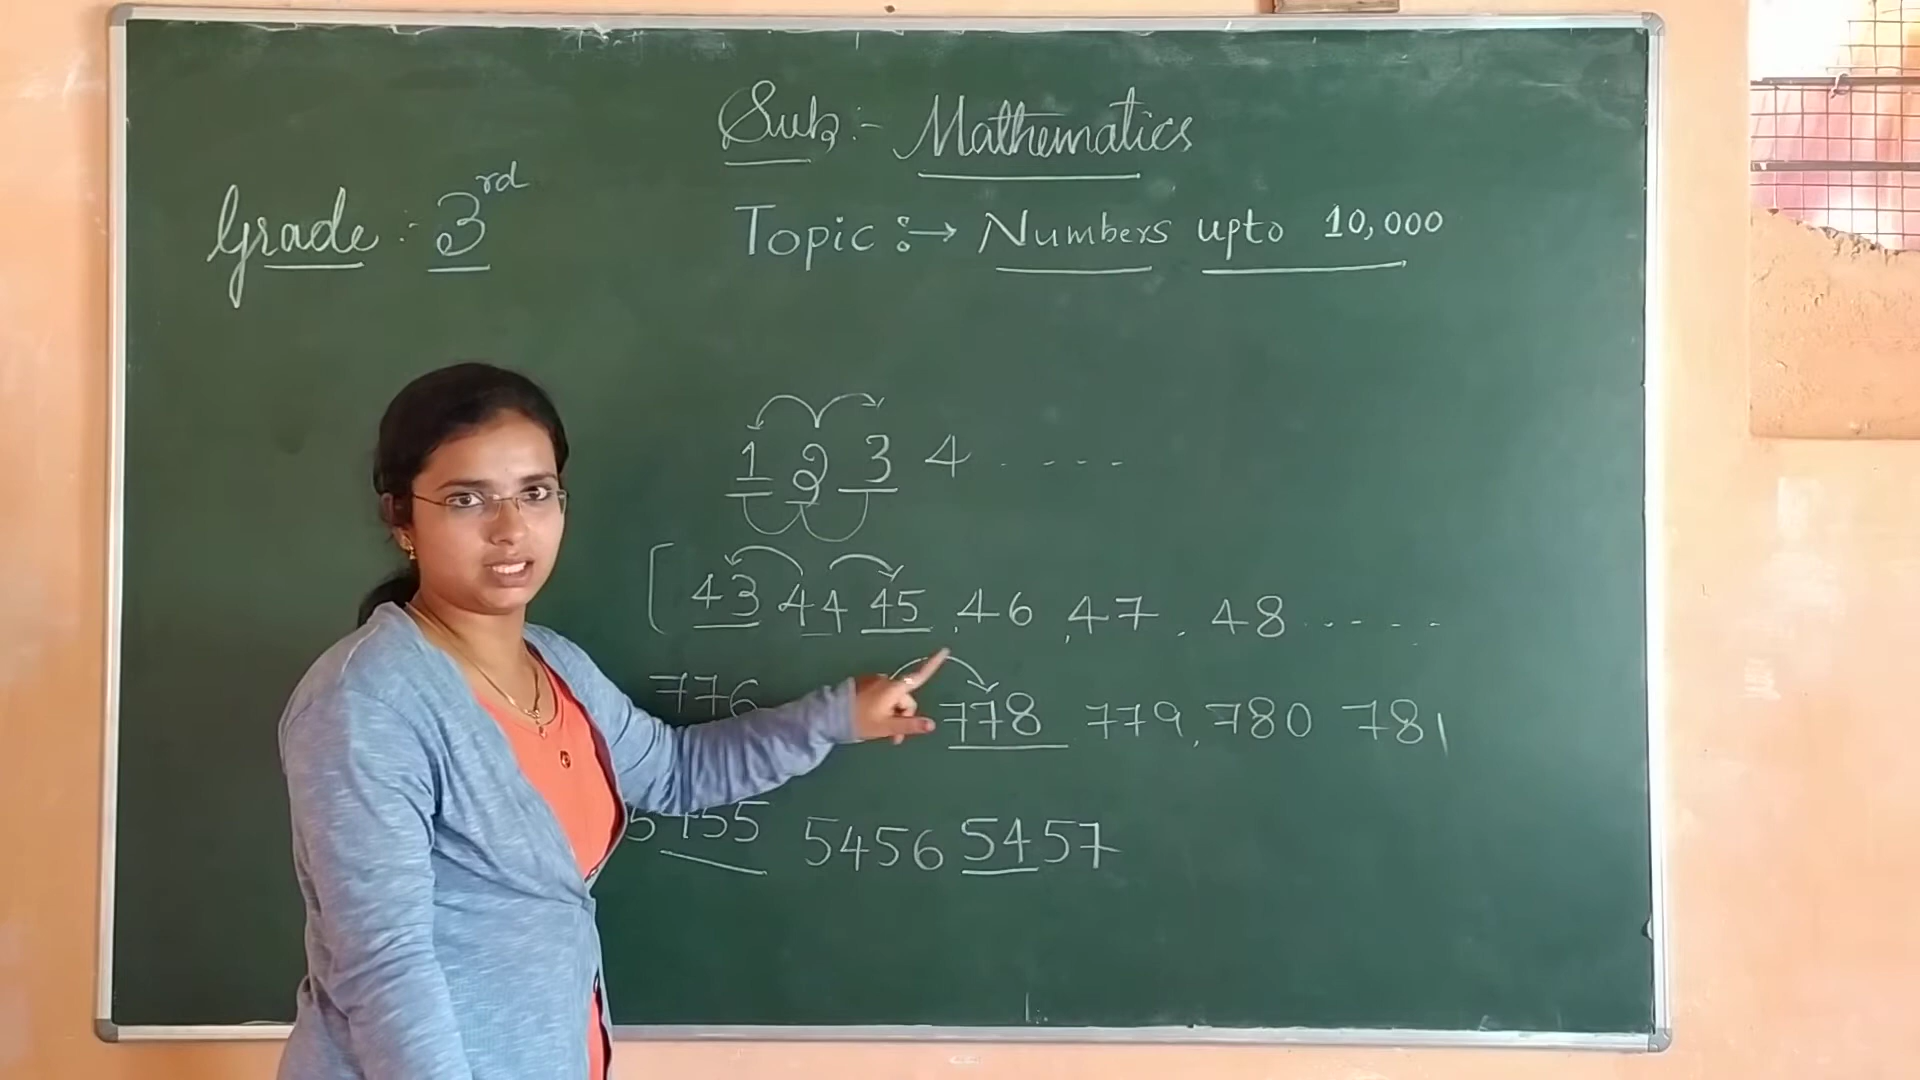 Sub:- Mathematics
Grade:- 3rd
Topic :→ Numbers upto 10,000
1 2 3 4 . - - - -
[ 43 44 45, 46, 47, 48 . . - - - -
776 778 779, 780 781
5455 5456 5457